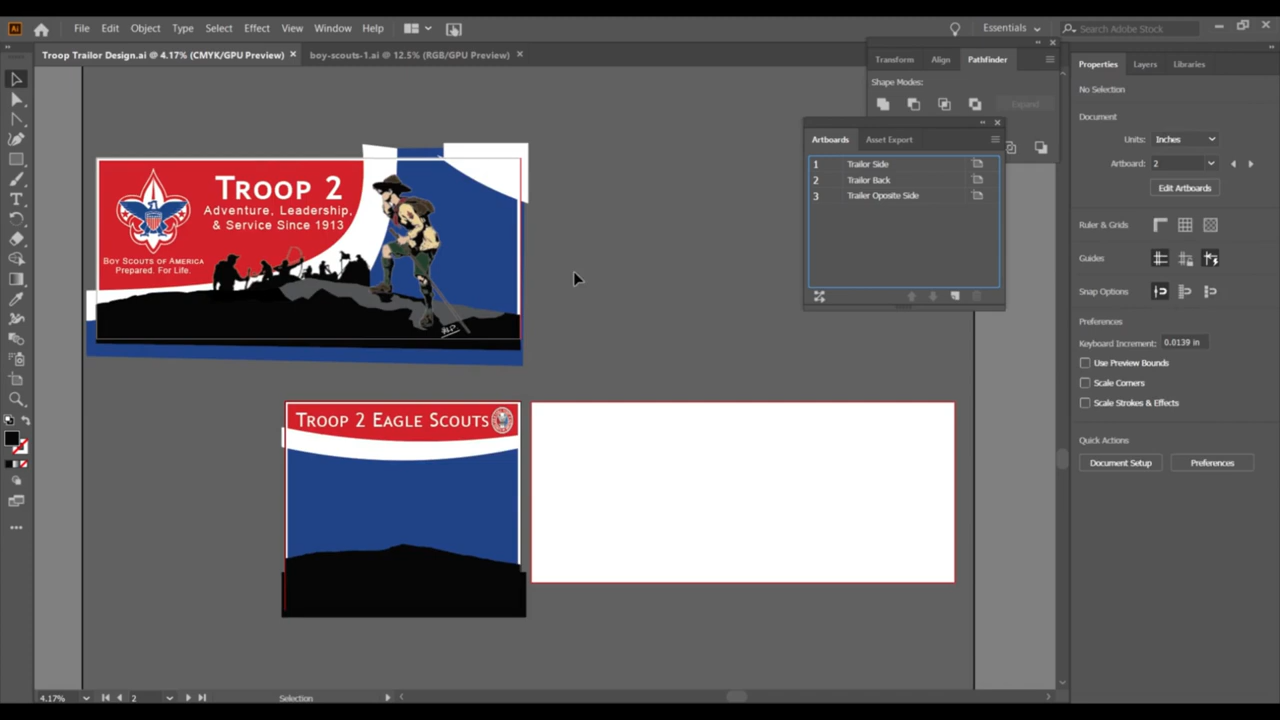 Ai File Edit Object Type Select Effect View Window Help Essentials Search Adobe Stock
Troop Trailor Design.ai @ 4.17% (CMYK/GPU Preview) × boy-scouts-1.ai @ 12.5% (RGB/GPU Preview) ×
Transform Align Pathfinder
Shape Modes:
Expand
Artboards Asset Export
1 Trailor Side
2 Trailor Back
3 Trailer Oposite Side
Properties Layers Libraries
No Selection
Document
Units: Inches
Artboard: 2
Edit Artboards
Ruler & Grids
Guides
Snap Options
Preferences
Keyboard Increment: 0.0139 in
Use Preview Bounds
Scale Corners
Scale Strokes & Effects
Quick Actions
Document Setup Preferences
Troop 2
Adventure, Leadership,
& Service Since 1913
Boy Scouts of America
Prepared. For Life.
Troop 2 Eagle Scouts
4.17% 2 Selection